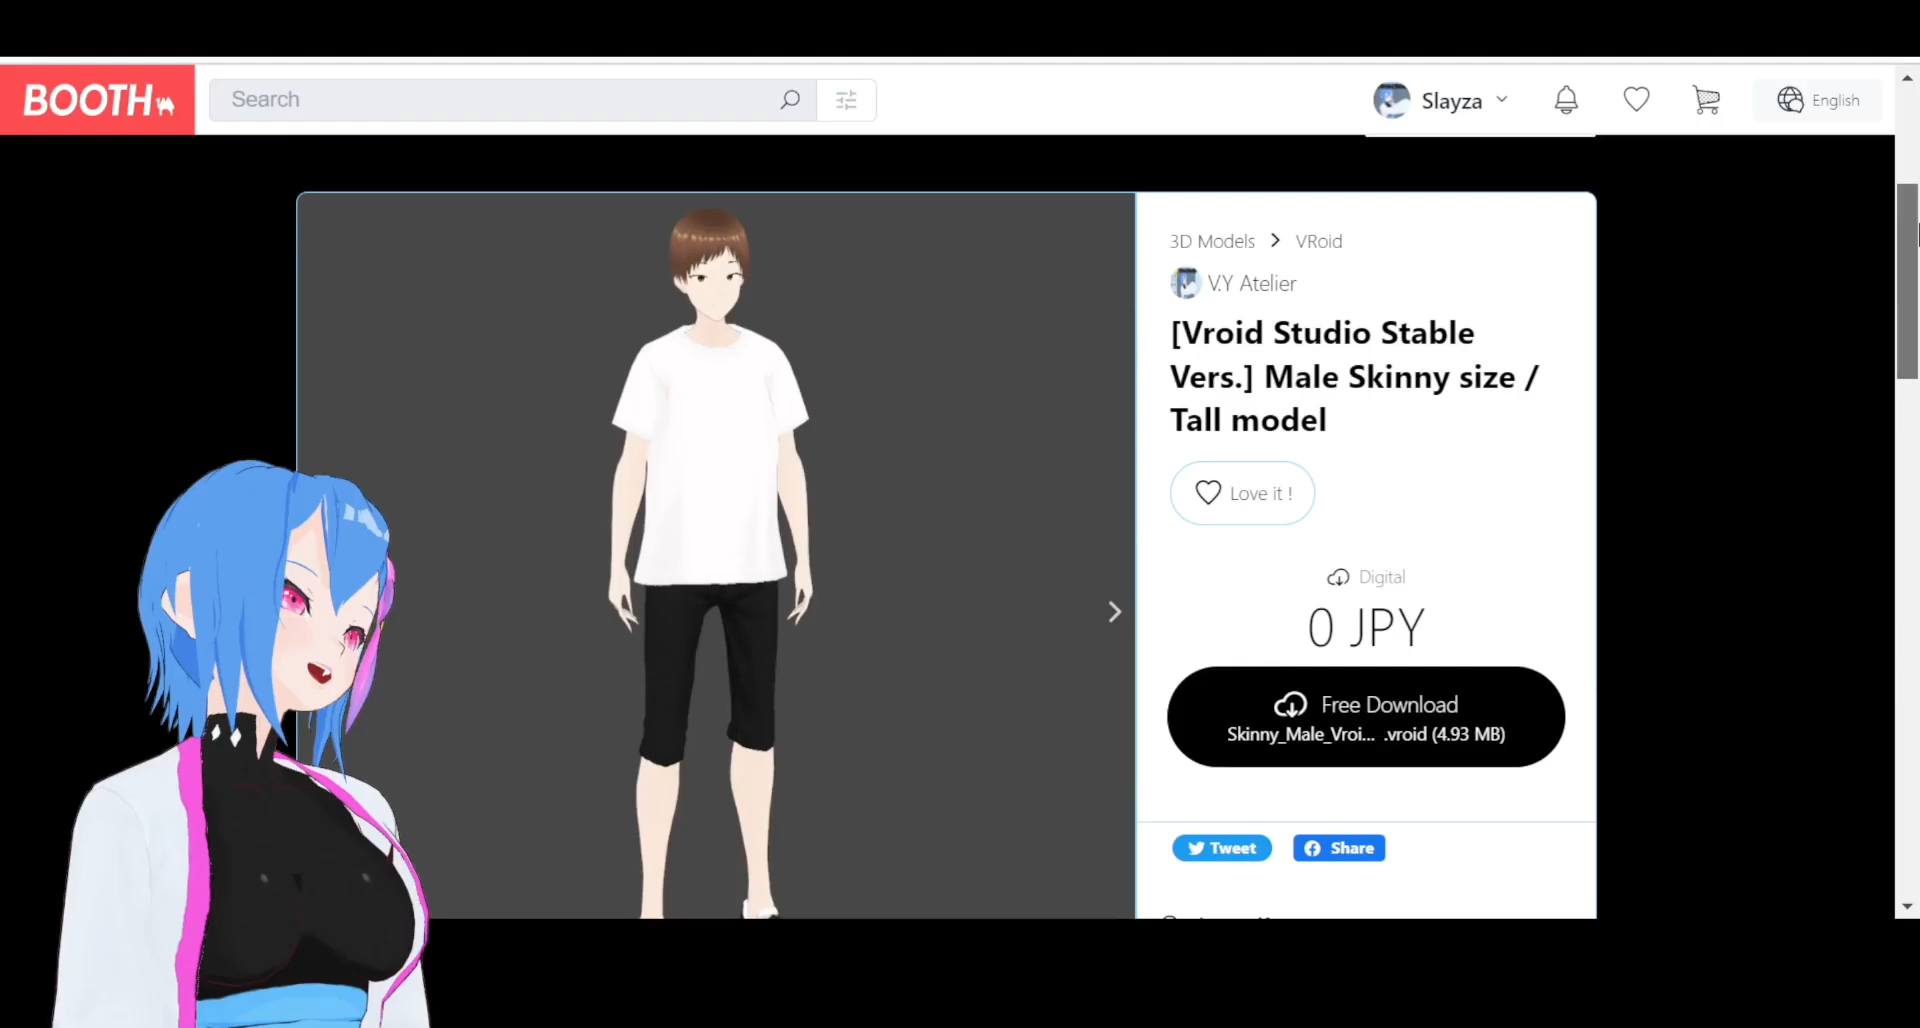 BOOTH
Search
Slayza
English
3D Models > VRoid
V.Y Atelier
[Vroid Studio Stable
Vers.] Male Skinny size /
Tall model
Love it !
Digital
0 JPY
Free Download
Skinny_Male_Vroi... .vroid (4.93 MB)
Tweet
Share